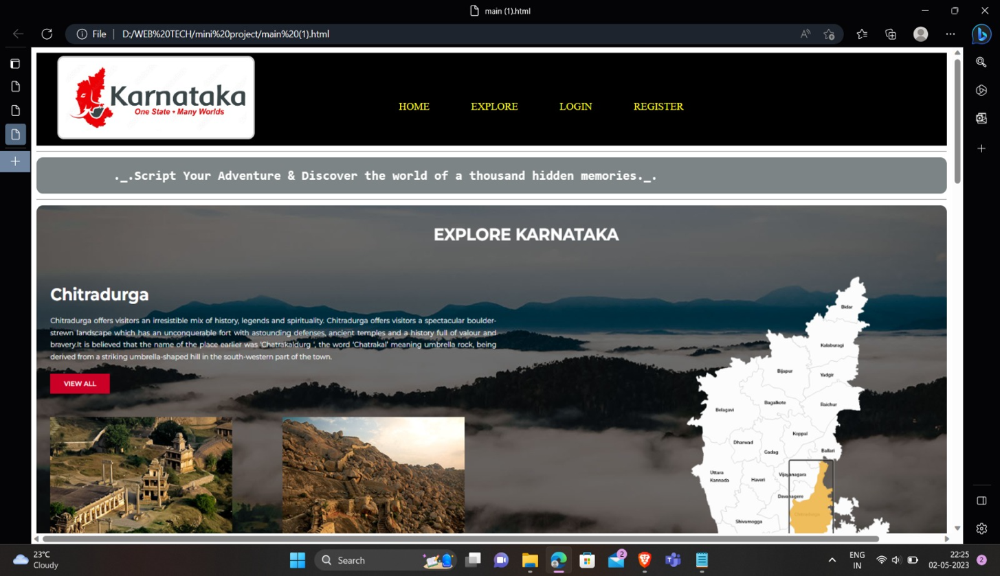 main (1).html
File
D:/WEB%20TECH/mini%20project/main%20(1).html
Karnataka
One State • Many Worlds
HOME EXPLORE LOGIN REGISTER
._.Script Your Adventure & Discover the world of a thousand hidden memories._.
EXPLORE KARNATAKA
Chitradurga
Chitradurga offers visitors an irresistible mix of history, legends and spirituality. Chitradurga offers visitors a spectacular boulder-
strewn landscape which has an unconquerable fort with astounding defenses, ancient temples and a history full of valour and
bravery.It is believed that the name of the place earlier was 'Chatrakaldurg ', the word 'Chatrakal' meaning umbrella rock, being
derived from a striking umbrella-shaped hill in the south-western part of the town.
VIEW ALL
Bidar
Kalaburagi
Bijapur
Yadgir
Bagalkote
Raichur
Belagavi
Koppal
Dharwad
Gadag
Ballari
Uttara
Kannada
Haveri
Vijayanagara
Davanagere
Chitradurga
Shivamogga
23°C
Cloudy
Search
2
ENG
IN
22:25
02-05-2023
2